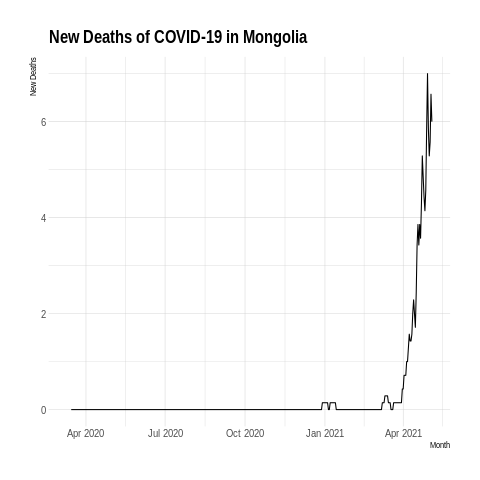 New Deaths of COVID-19 in Mongolia
New Deaths
6
4
2
0
Apr 2020 Jul 2020 Oct 2020 Jan 2021 Apr 2021
Month